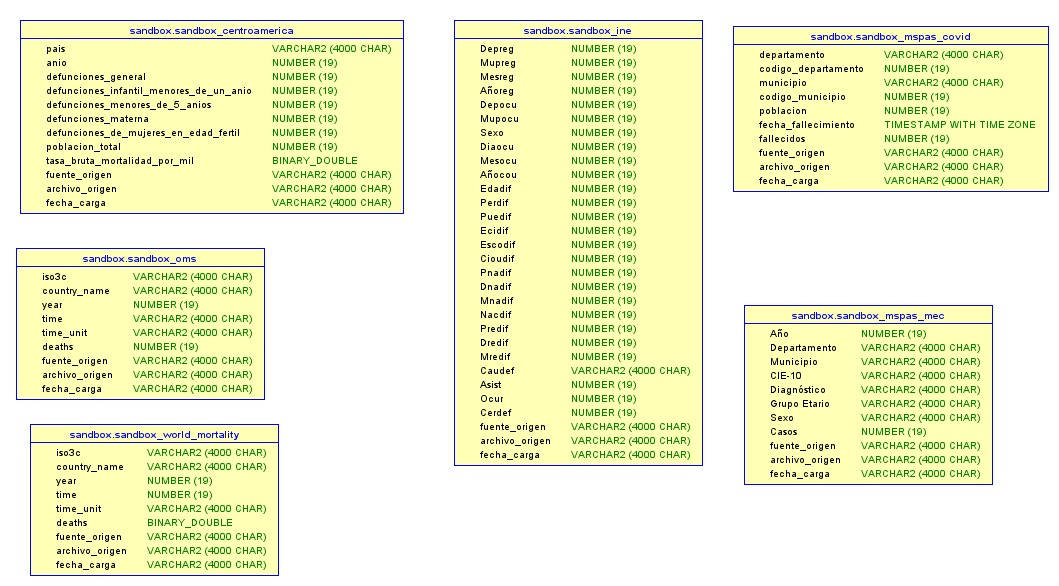 sandbox.sandbox_centroamerica
pais VARCHAR2 (4000 CHAR)
anio NUMBER (19)
defunciones_general NUMBER (19)
defunciones_infantil_menores_de_un_anio NUMBER (19)
defunciones_menores_de_5_anios NUMBER (19)
defunciones_materna NUMBER (19)
defunciones_de_mujeres_en_edad_fertil NUMBER (19)
poblacion_total NUMBER (19)
tasa_bruta_mortalidad_por_mil BINARY_DOUBLE
fuente_origen VARCHAR2 (4000 CHAR)
archivo_origen VARCHAR2 (4000 CHAR)
fecha_carga VARCHAR2 (4000 CHAR)
sandbox.sandbox_oms
iso3c VARCHAR2 (4000 CHAR)
country_name VARCHAR2 (4000 CHAR)
year NUMBER (19)
time VARCHAR2 (4000 CHAR)
time_unit VARCHAR2 (4000 CHAR)
deaths NUMBER (19)
fuente_origen VARCHAR2 (4000 CHAR)
archivo_origen VARCHAR2 (4000 CHAR)
fecha_carga VARCHAR2 (4000 CHAR)
sandbox.sandbox_world_mortality
iso3c VARCHAR2 (4000 CHAR)
country_name VARCHAR2 (4000 CHAR)
year NUMBER (19)
time NUMBER (19)
time_unit VARCHAR2 (4000 CHAR)
deaths BINARY_DOUBLE
fuente_origen VARCHAR2 (4000 CHAR)
archivo_origen VARCHAR2 (4000 CHAR)
fecha_carga VARCHAR2 (4000 CHAR)
sandbox.sandbox_ine
Depreg NUMBER (19)
Mupreg NUMBER (19)
Mesreg NUMBER (19)
Añoreg NUMBER (19)
Depocu NUMBER (19)
Mupocu NUMBER (19)
Sexo NUMBER (19)
Diaocu NUMBER (19)
Mesocu NUMBER (19)
Añocou NUMBER (19)
Edadif NUMBER (19)
Perdif NUMBER (19)
Puedif NUMBER (19)
Ecidif NUMBER (19)
Escodif NUMBER (19)
Cioudif NUMBER (19)
Pnadif NUMBER (19)
Dnadif NUMBER (19)
Mnadif NUMBER (19)
Nacdif NUMBER (19)
Predif NUMBER (19)
Dredif NUMBER (19)
Mredif NUMBER (19)
Caudef VARCHAR2 (4000 CHAR)
Asist NUMBER (19)
Ocur NUMBER (19)
Cerdef NUMBER (19)
fuente_origen VARCHAR2 (4000 CHAR)
archivo_origen VARCHAR2 (4000 CHAR)
fecha_carga VARCHAR2 (4000 CHAR)
sandbox.sandbox_mspas_covid
departamento VARCHAR2 (4000 CHAR)
codigo_departamento NUMBER (19)
municipio VARCHAR2 (4000 CHAR)
codigo_municipio NUMBER (19)
poblacion NUMBER (19)
fecha_fallecimiento TIMESTAMP WITH TIME ZONE
fallecidos NUMBER (19)
fuente_origen VARCHAR2 (4000 CHAR)
archivo_origen VARCHAR2 (4000 CHAR)
fecha_carga VARCHAR2 (4000 CHAR)
sandbox.sandbox_mspas_mec
Año NUMBER (19)
Departamento VARCHAR2 (4000 CHAR)
Municipio VARCHAR2 (4000 CHAR)
CIE-10 VARCHAR2 (4000 CHAR)
Diagnóstico VARCHAR2 (4000 CHAR)
Grupo Etario VARCHAR2 (4000 CHAR)
Sexo VARCHAR2 (4000 CHAR)
Casos NUMBER (19)
fuente_origen VARCHAR2 (4000 CHAR)
archivo_origen VARCHAR2 (4000 CHAR)
fecha_carga VARCHAR2 (4000 CHAR)